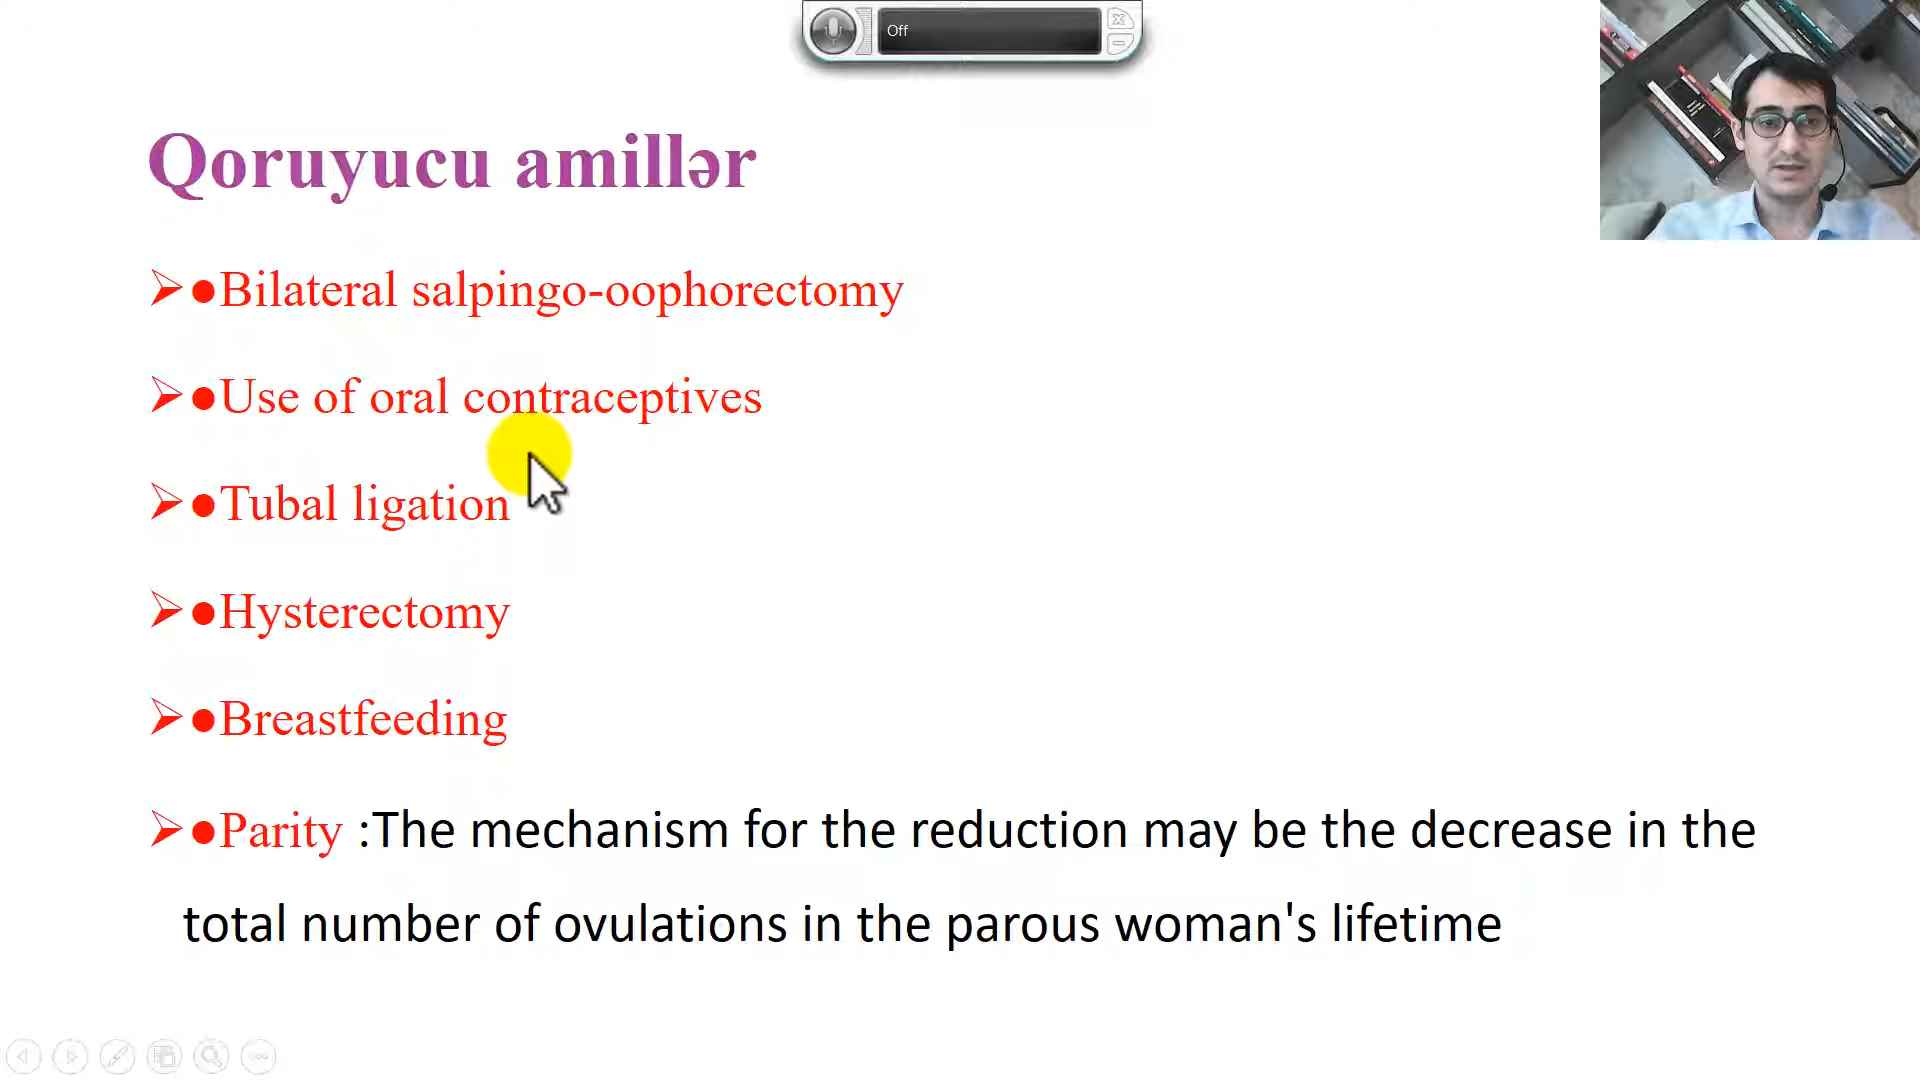 Off
Qoruyucu amillər
➢●Bilateral salpingo-oophorectomy
➢●Use of oral contraceptives
➢●Tubal ligation
➢●Hysterectomy
➢●Breastfeeding
➢●Parity :The mechanism for the reduction may be the decrease in the
total number of ovulations in the parous woman's lifetime